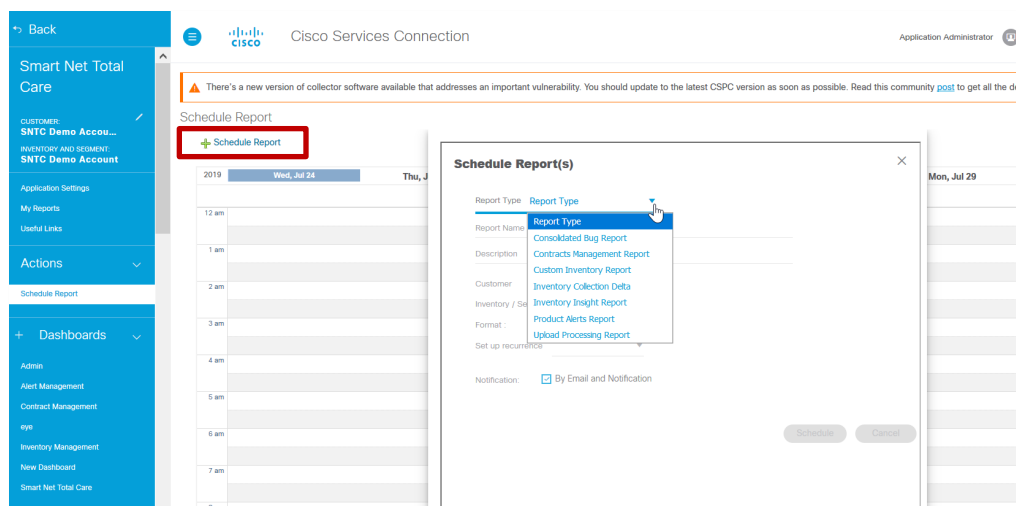 Back
CISCO
Cisco Services Connection
Application Administrator
Smart Net Total
Care
CUSTOMER:
SNTC Demo Accou...
INVENTORY AND SEGMENT:
SNTC Demo Account
Application Settings
My Reports
Useful Links
Actions
Schedule Report
+ Dashboards
Admin
Alert Management
Contract Management
eye
Inventory Management
New Dashboard
Smart Net Total Care
There's a new version of collector software available that addresses an important vulnerability. You should update to the latest CSPC version as soon as possible. Read this community post to get all the
Schedule Report
Schedule Report
2019 Wed, Jul 24 Thu, J Mon, Jul 29
12 am
1 am
2 am
3 am
4 am
5 am
6 am
7 am
Schedule Report(s)
Report Type Report Type
Report Type
Report Name
Consolidated Bug Report
Description Contracts Management Report
Custom Inventory Report
Customer Inventory Collection Delta
Inventory / Se Inventory Insight Report
Format : Product Alerts Report
Upload Processing Report
Set up recurrence
Notification: By Email and Notification
Schedule Cancel